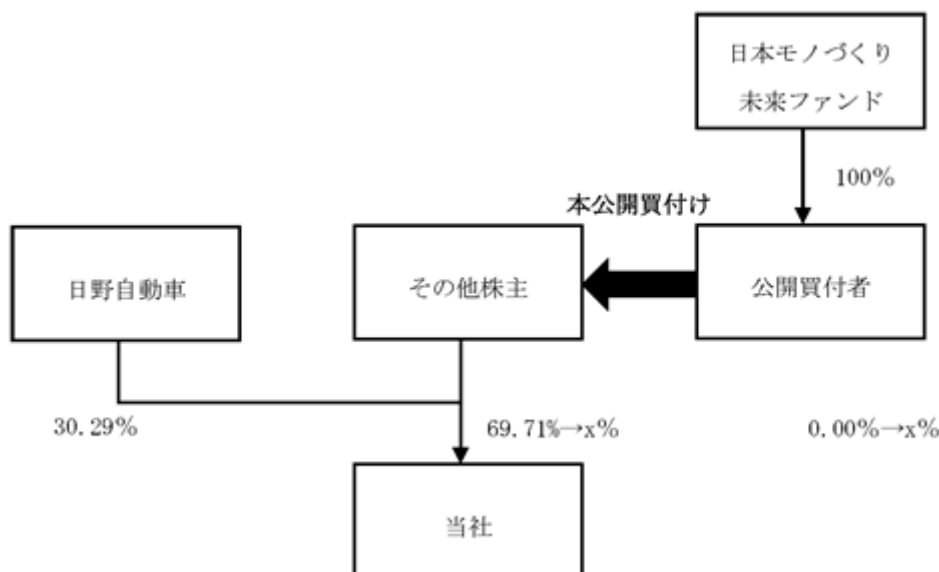 日本モノづくり
未来ファンド
100%
本公開買付け
日野自動車
その他株主
公開買付者
30.29%
69.71%→x%
0.00%→x%
当社